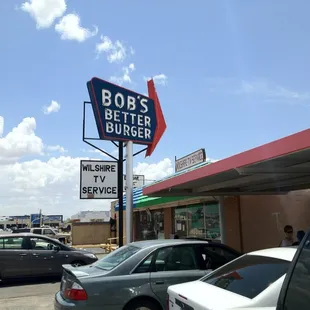 BOB'S
BETTER
BURGER
WILSHIRE
TV
SERVICE